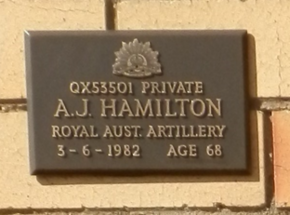 QX53501 PRIVATE
A.J. HAMILTON
ROYAL AUST. ARTILLERY
3-6-1982 AGE 68